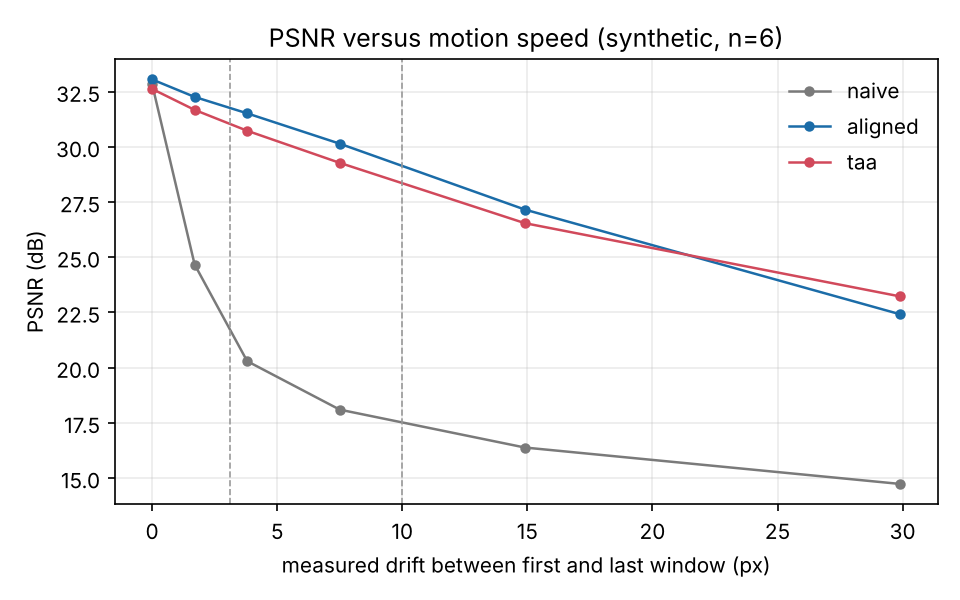 PSNR versus motion speed (synthetic, n=6)
naive
aligned
taa
PSNR (dB)
32.5
30.0
27.5
25.0
22.5
20.0
17.5
15.0
0 5 10 15 20 25 30
measured drift between first and last window (px)